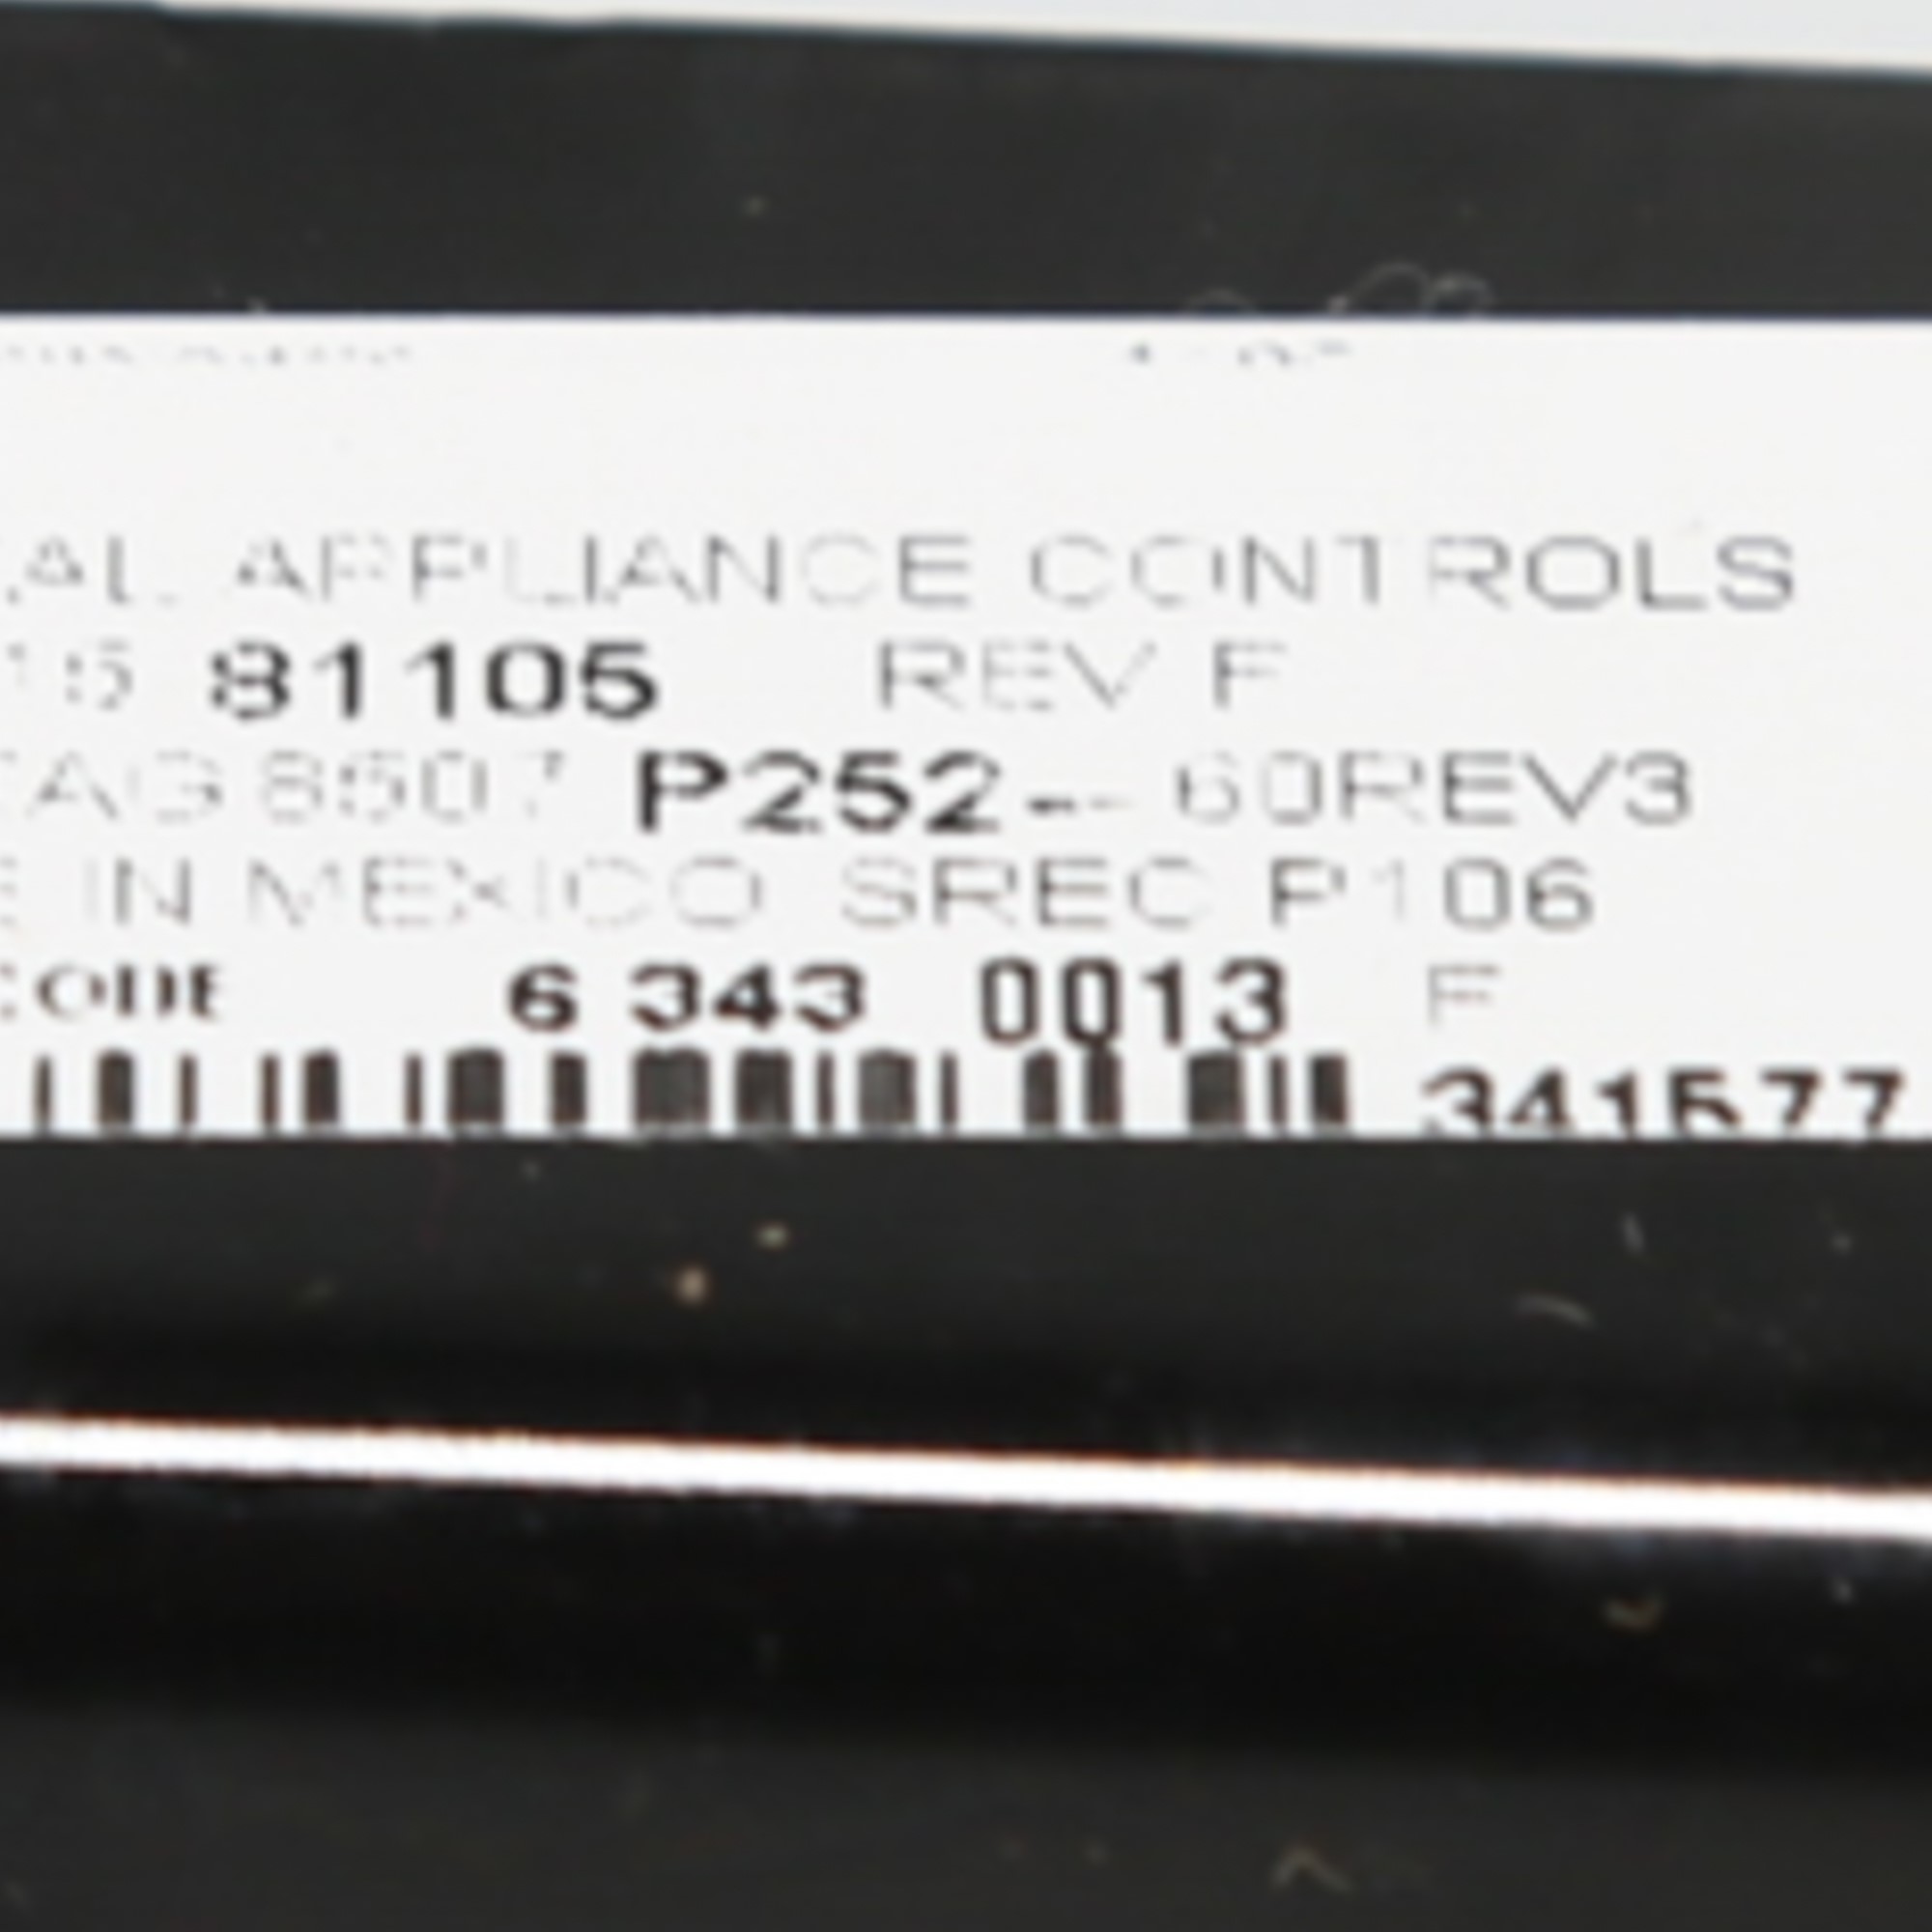 AL APPLIANCE CONTROLS
15 81105 REV F
AG 8507 P252-- 60REV3
E IN MEXICO SREC P106
CODE 6 343 0013 F
341577